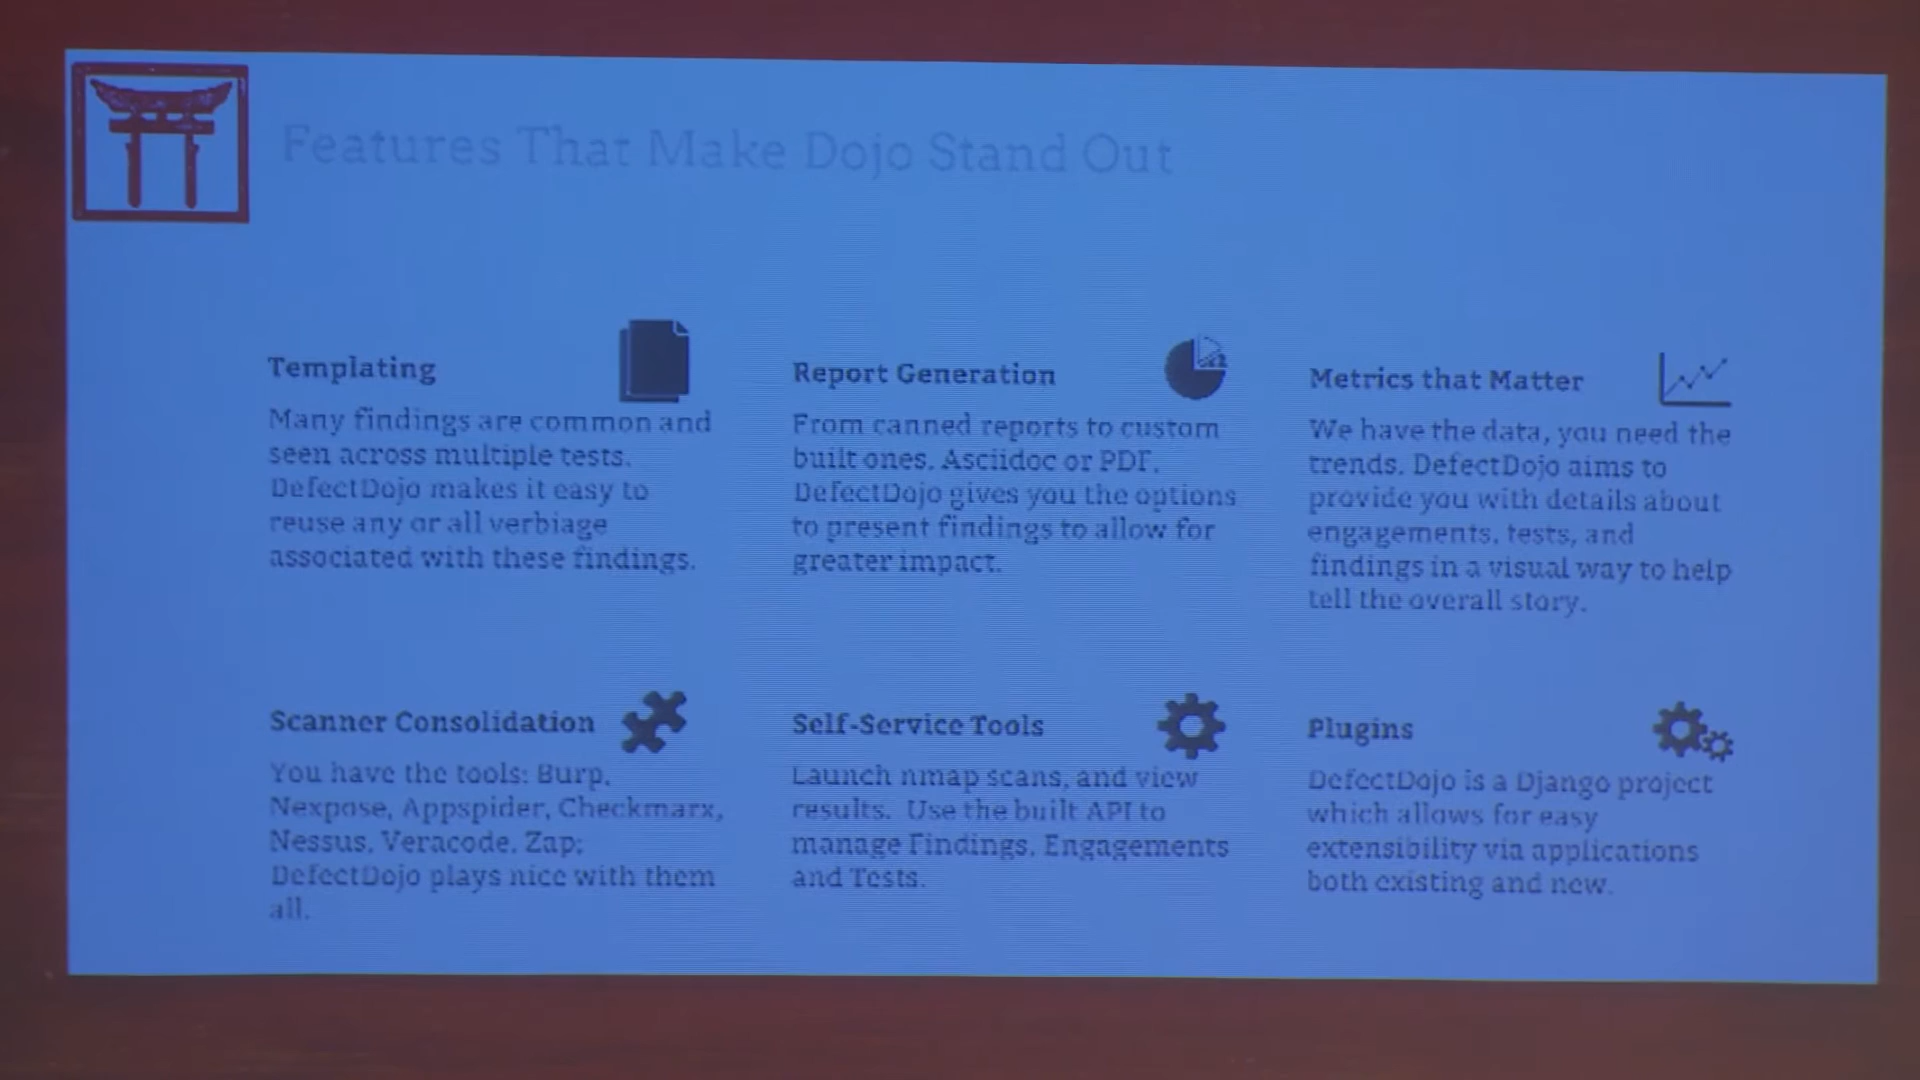 Features That Make Dojo Stand Out
Templating
Many findings are common and
seen across multiple tests.
DefectDojo makes it easy to
reuse any or all verbiage
associated with these findings.
Report Generation
From canned reports to custom
built ones. Asciidoc or PDF.
DefectDojo gives you the options
to present findings to allow for
greater impact.
Metrics that Matter
We have the data, you need the
trends. DefectDojo aims to
provide you with details about
engagements, tests, and
findings in a visual way to help
tell the overall story.
Scanner Consolidation
You have the tools: Burp,
Nexpose, Appspider, Checkmarx,
Nessus, Veracode, Zap;
DefectDojo plays nice with them
all.
Self-Service Tools
Launch nmap scans, and view
results. Use the built API to
manage Findings, Engagements
and Tests.
Plugins
DefectDojo is a Django project
which allows for easy
extensibility via applications
both existing and new.